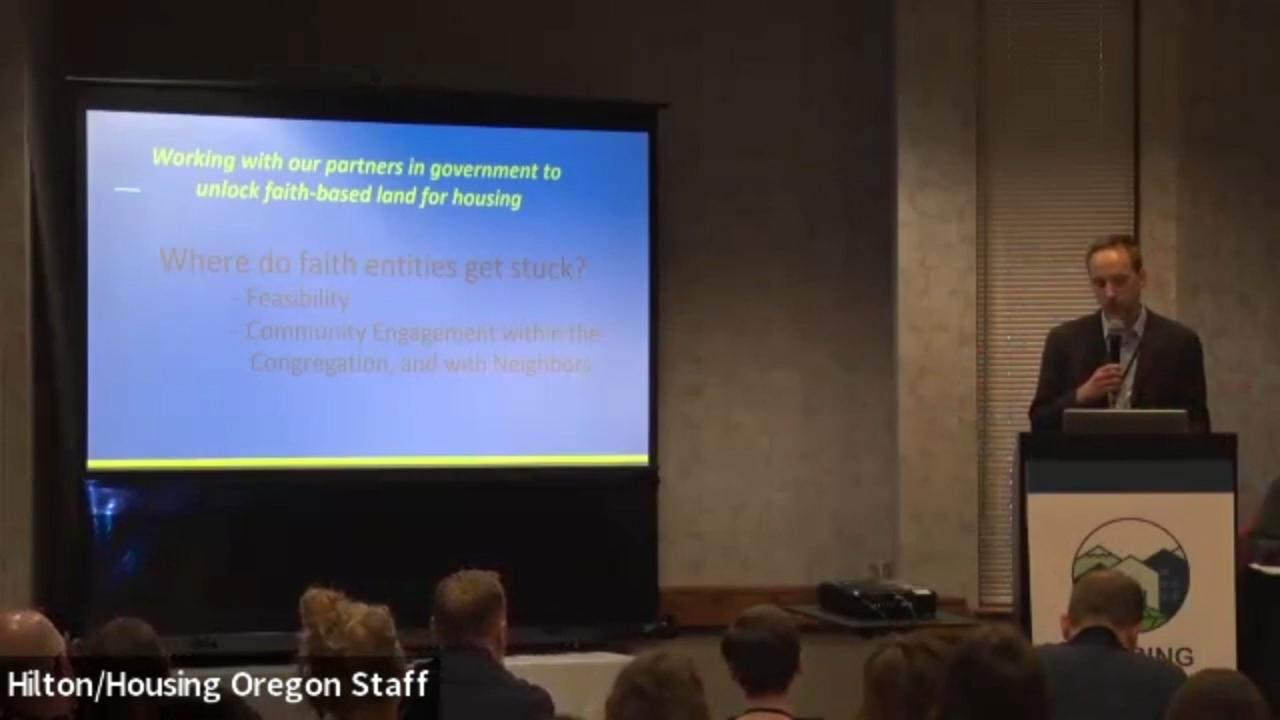 Working with our partners in government to
unlock faith-based land for housing
Where do faith entities get stuck?
- Feasibility
- Community Engagement within the
Congregation, and with Neighbors
Hilton/Housing Oregon Staff